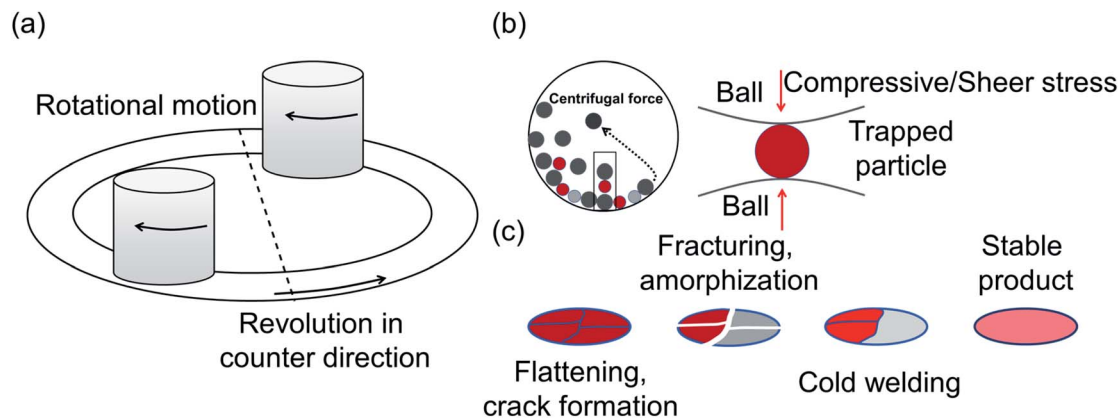 (a)
Rotational motion
Revolution in
counter direction
(b)
Centrifugal force
Ball
Compressive/Sheer stress
Trapped
particle
Ball
(c)
Fracturing,
amorphization
Stable
product
Flattening,
crack formation
Cold welding